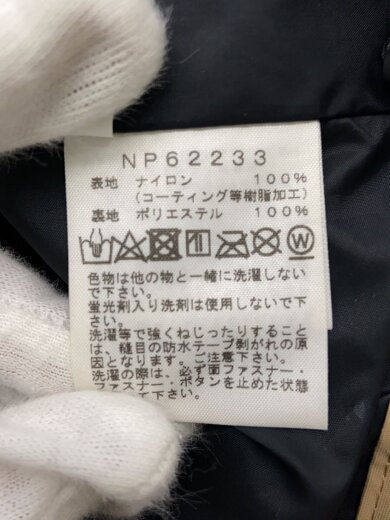 NP62233
表地 ナイロン 100%
(コーティング等樹脂加工)
裏地 ポリエステル 100%
W
色物は他の物と一緒に洗濯しない
で下さい。
蛍光剤入り洗剤は使用しないで下
さい。
洗濯等で強くねじったりすること
は、縫目の防水テープ剥がれの原
因となります。ご注意下さい。
洗濯の際は、必ず面ファスナー・
ファスナー・ボタンを止めた状態
て下さい。